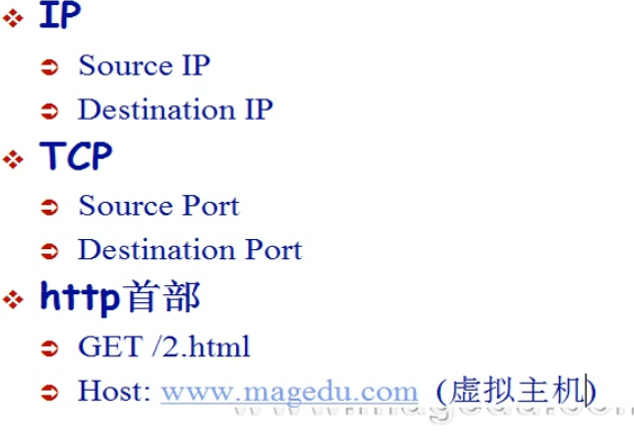 IP
Source IP
Destination IP
TCP
Source Port
Destination Port
http首部
GET /2.html
Host: www.magedu.com (虚拟主机)